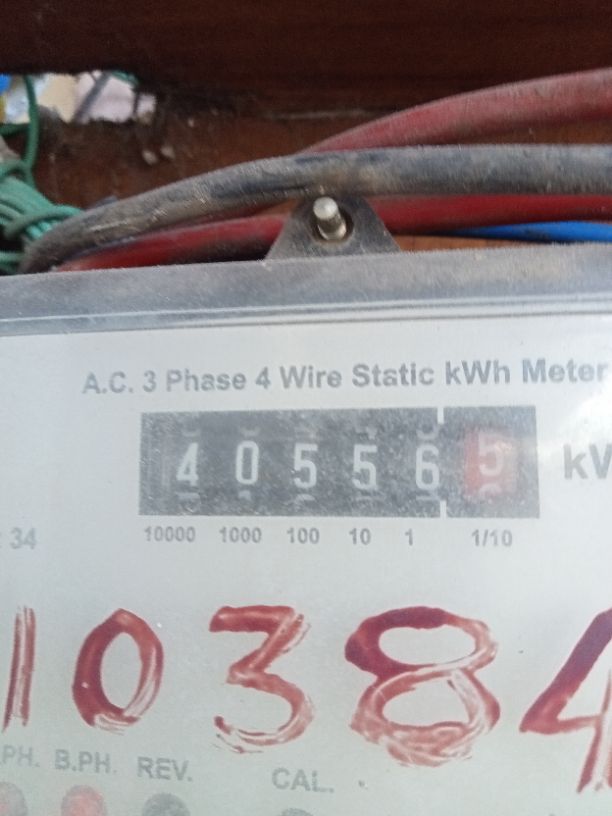 A.C. 3 Phase 4 Wire Static kWh Meter
4 0 5 5 6 5
10000 1000 100 10 1 1/10
34
10384
PH. B.PH. REV. CAL.